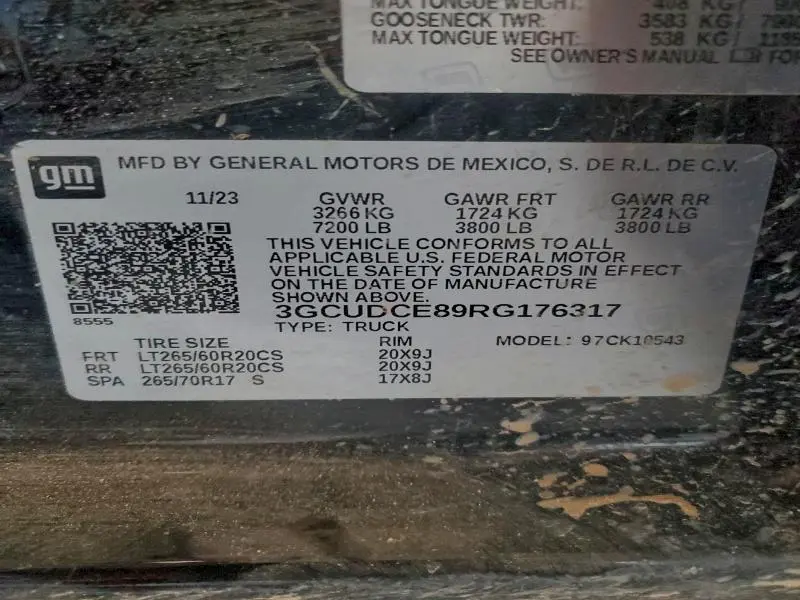 MAX TONGUE WEIGHT: 408 KG/
GOOSENECK TWR: 3583 KG/
MAX TONGUE WEIGHT: 538 KG/
SEE OWNER'S MANUAL FOR
gm MFD BY GENERAL MOTORS DE MEXICO, S. DE R.L. DE C.V.
11/23 GVWR GAWR FRT GAWR RR
3266 KG 1724 KG 1724 KG
7200 LB 3800 LB 3800 LB
THIS VEHICLE CONFORMS TO ALL
APPLICABLE U.S. FEDERAL MOTOR
VEHICLE SAFETY STANDARDS IN EFFECT
ON THE DATE OF MANUFACTURE
SHOWN ABOVE.
3GCUDCE89RG176317
8555
TYPE: TRUCK
TIRE SIZE RIM MODEL: 97CK10543
FRT LT265/60R20CS 20X9J
RR LT265/60R20CS 20X9J
SPA 265/70R17 S 17X8J